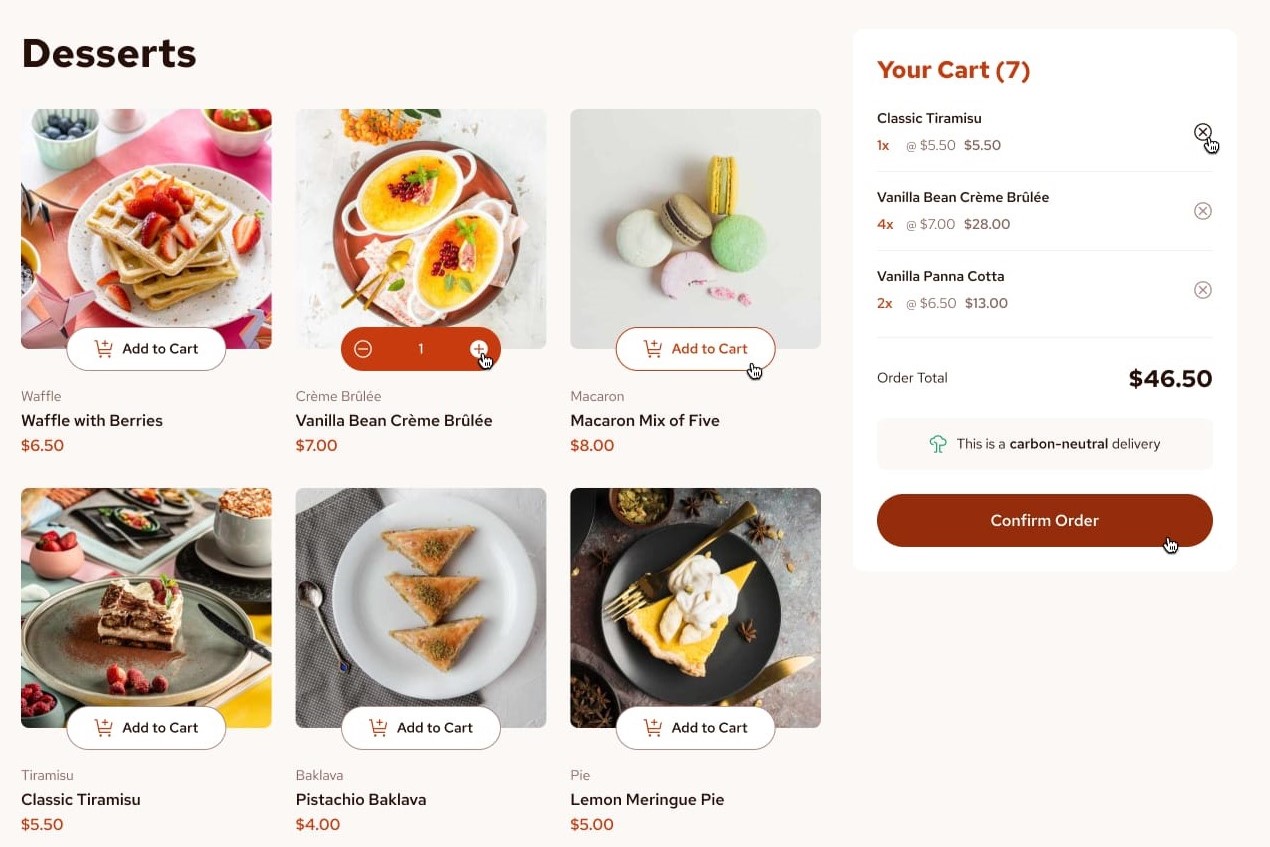 Desserts
Add to Cart
Waffle
Waffle with Berries
$6.50
1
Crème Brûlée
Vanilla Bean Crème Brûlée
$7.00
Add to Cart
Macaron
Macaron Mix of Five
$8.00
Add to Cart
Tiramisu
Classic Tiramisu
$5.50
Add to Cart
Baklava
Pistachio Baklava
$4.00
Add to Cart
Pie
Lemon Meringue Pie
$5.00
Your Cart (7)
Classic Tiramisu
1x @ $5.50 $5.50
Vanilla Bean Crème Brûlée
4x @ $7.00 $28.00
Vanilla Panna Cotta
2x @ $6.50 $13.00
Order Total $46.50
This is a carbon-neutral delivery
Confirm Order